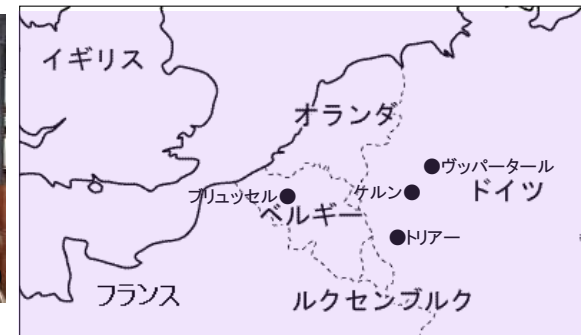 イギリス
オランダ
●ヴッパータール
ブリュッセル●
ケルン●
ドイツ
ベルギー
●トリアー
フランス
ルクセンブルク